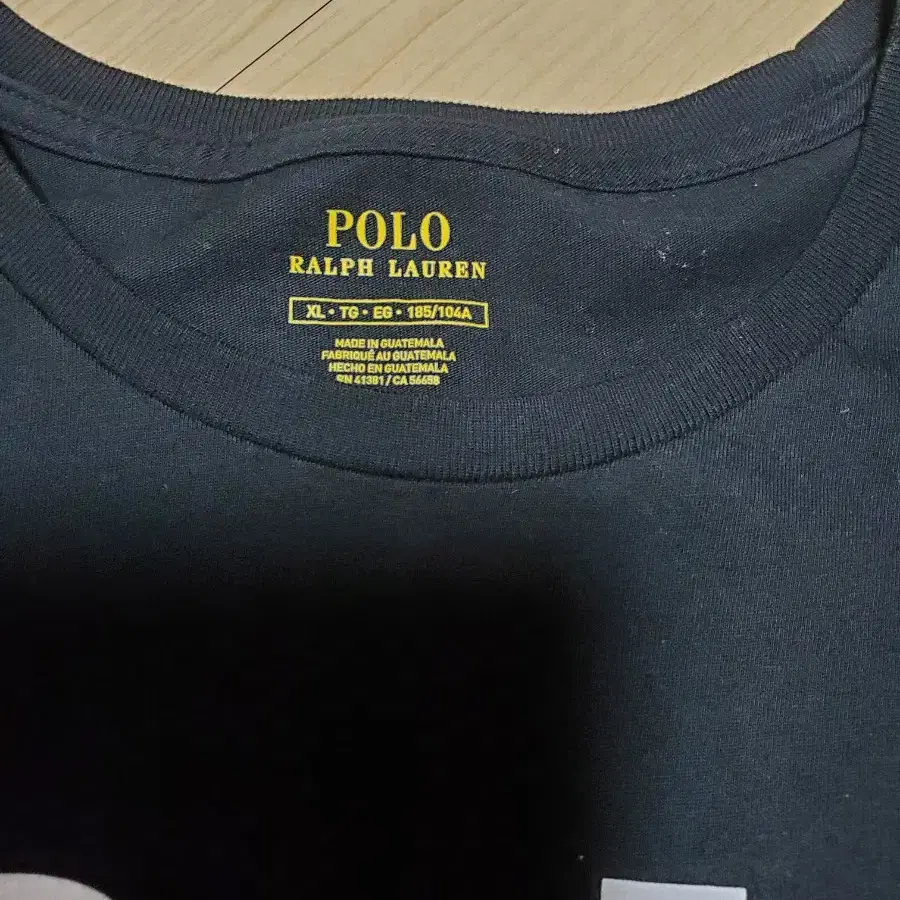 POLO
RALPH LAUREN
XL • TG • EG • 185/104A
MADE IN GUATEMALA
FABRIQUÉ AU GUATEMALA
HECHO EN GUATEMALA
RN 41381 / CA 56658